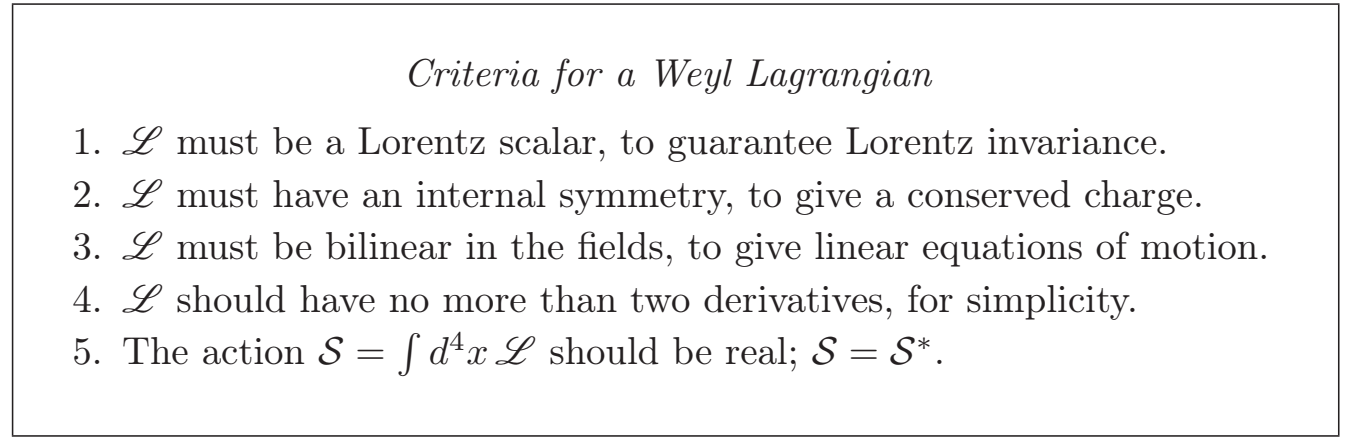 Criteria for a Weyl Lagrangian
1. ℒ must be a Lorentz scalar, to guarantee Lorentz invariance.
2. ℒ must have an internal symmetry, to give a conserved charge.
3. ℒ must be bilinear in the fields, to give linear equations of motion.
4. ℒ should have no more than two derivatives, for simplicity.
5. The action 𝒮 = ∫ d⁴x ℒ should be real; 𝒮 = 𝒮*.